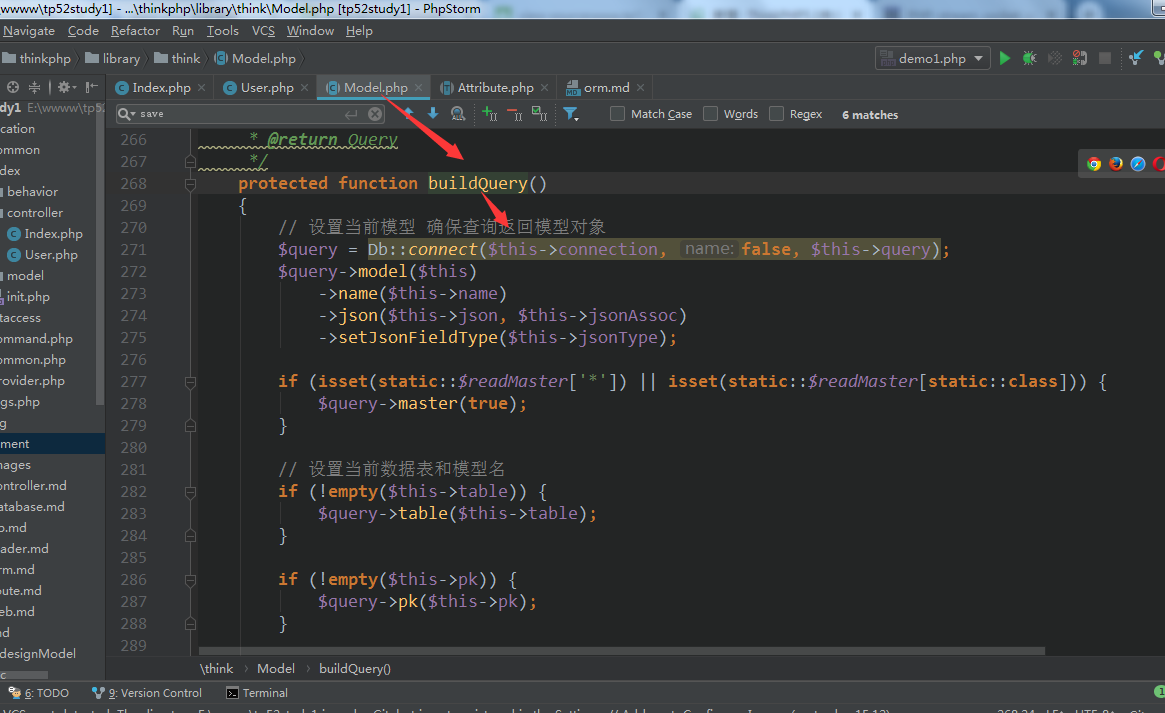 wwww\tp52study1] - ...\thinkphp\library\think\Model.php [tp52study1] - PhpStorm
Navigate Code Refactor Run Tools VCS Window Help
thinkphp library think Model.php demo1.php
Index.php User.php Model.php Attribute.php orm.md
dy1 E:\wwww\tp52
save Match Case Words Regex 6 matches
cation
ommon
dex
behavior
controller
Index.php
User.php
model
init.php
taccess
ommand.php
ommon.php
rovider.php
gs.php
g
ment
nages
ontroller.md
atabase.md
o.md
ader.md
rm.md
oute.md
eb.md
nd
designModel
c
266 * @return Query
267 */
268 protected function buildQuery()
269 {
270 // 设置当前模型 确保查询返回模型对象
271 $query = Db::connect($this->connection, name: false, $this->query);
272 $query->model($this)
273 ->name($this->name)
274 ->json($this->json, $this->jsonAssoc)
275 ->setJsonFieldType($this->jsonType);
276
277 if (isset(static::$readMaster['*']) || isset(static::$readMaster[static::class])) {
278 $query->master(true);
279 }
280
281 // 设置当前数据表和模型名
282 if (!empty($this->table)) {
283 $query->table($this->table);
284 }
285
286 if (!empty($this->pk)) {
287 $query->pk($this->pk);
288 }
289
\think › Model › buildQuery()
6: TODO 9: Version Control Terminal 1